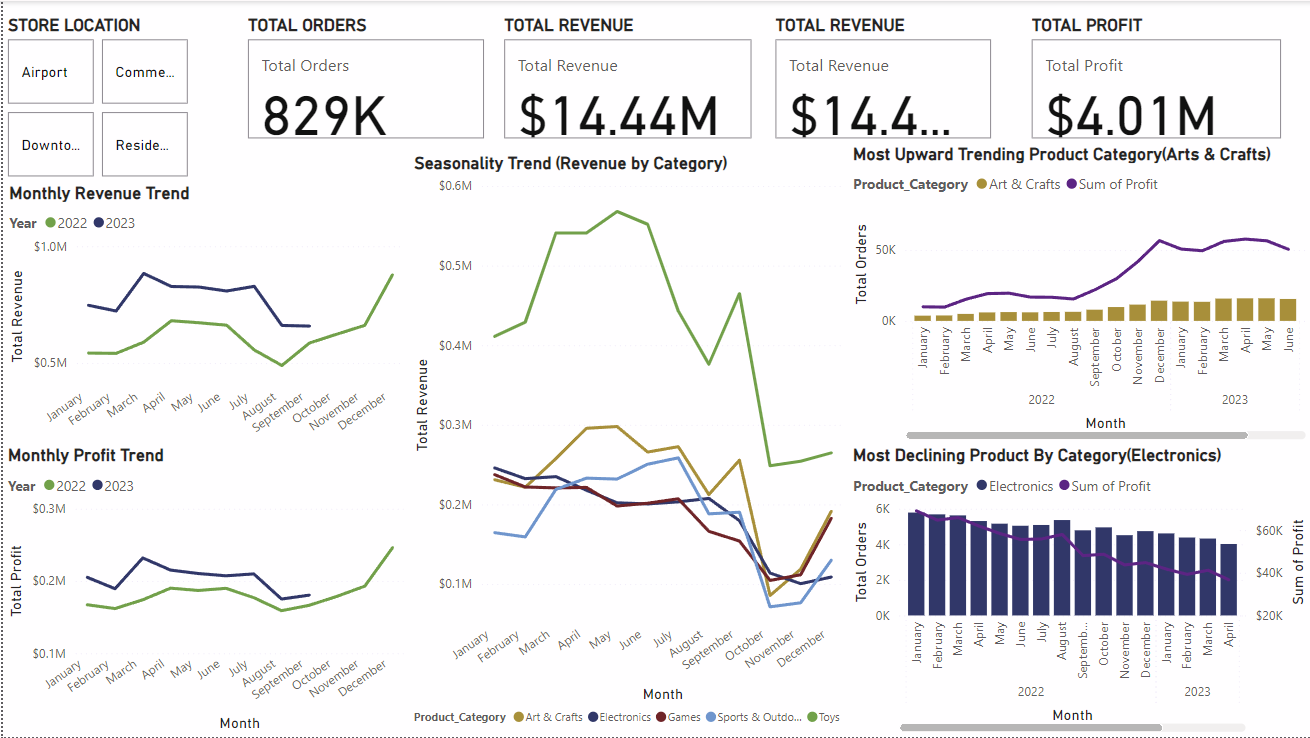 STORE LOCATION
Airport
Comme...
Downto...
Reside...
TOTAL ORDERS
Total Orders
829K
TOTAL REVENUE
Total Revenue
$14.44M
TOTAL REVENUE
Total Revenue
$14.4...
TOTAL PROFIT
Total Profit
$4.01M
Monthly Revenue Trend
Year 2022 2023
$1.0M
$0.5M
Total Revenue
January February March April May June July August September October November December
Monthly Profit Trend
Year 2022 2023
$0.3M
$0.2M
$0.1M
Total Profit
January February March April May June July August September October November December
Month
Seasonality Trend (Revenue by Category)
$0.6M
$0.5M
$0.4M
$0.3M
$0.2M
$0.1M
Total Revenue
January February March April May June July August September October November December
Month
Product_Category Art & Crafts Electronics Games Sports & Outdo... Toys
Most Upward Trending Product Category(Arts & Crafts)
Product_Category Art & Crafts Sum of Profit
50K
0K
Total Orders
January February March April May June July August September October November December January February March April May June
2022 2023
Month
Most Declining Product By Category(Electronics)
Product_Category Electronics Sum of Profit
6K
4K
2K
0K
Total Orders
$60K
$40K
$20K
Sum of Profit
January February March April May June July August Septemb... October November December January February March April
2022 2023
Month